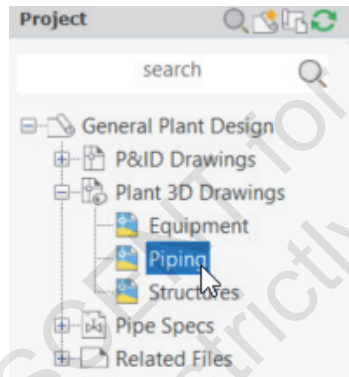 Project
search
General Plant Design
P&ID Drawings
Plant 3D Drawings
Equipment
Piping
Structures
Pipe Specs
Related Files